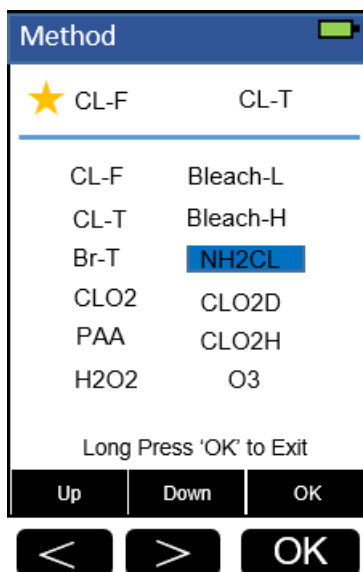 Method
CL-F CL-T
CL-F Bleach-L
CL-T Bleach-H
Br-T NH2CL
CLO2 CLO2D
PAA CLO2H
H2O2 O3
Long Press 'OK' to Exit
Up Down OK
< > OK